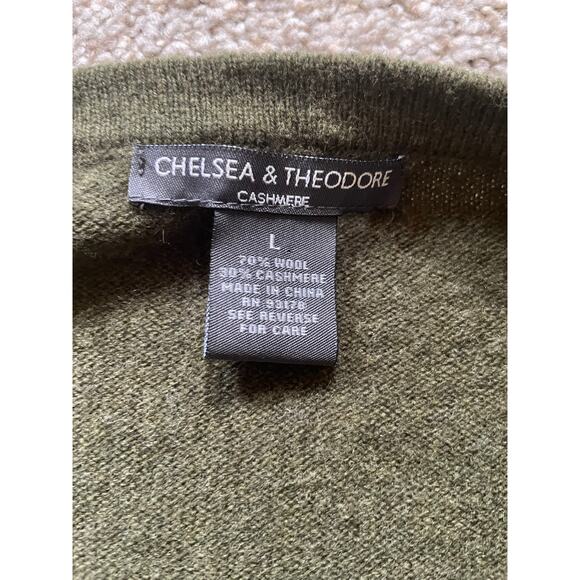 CHELSEA & THEODORE
CASHMERE
L
70% WOOL
30% CASHMERE
MADE IN CHINA
RN 93178
SEE REVERSE
FOR CARE